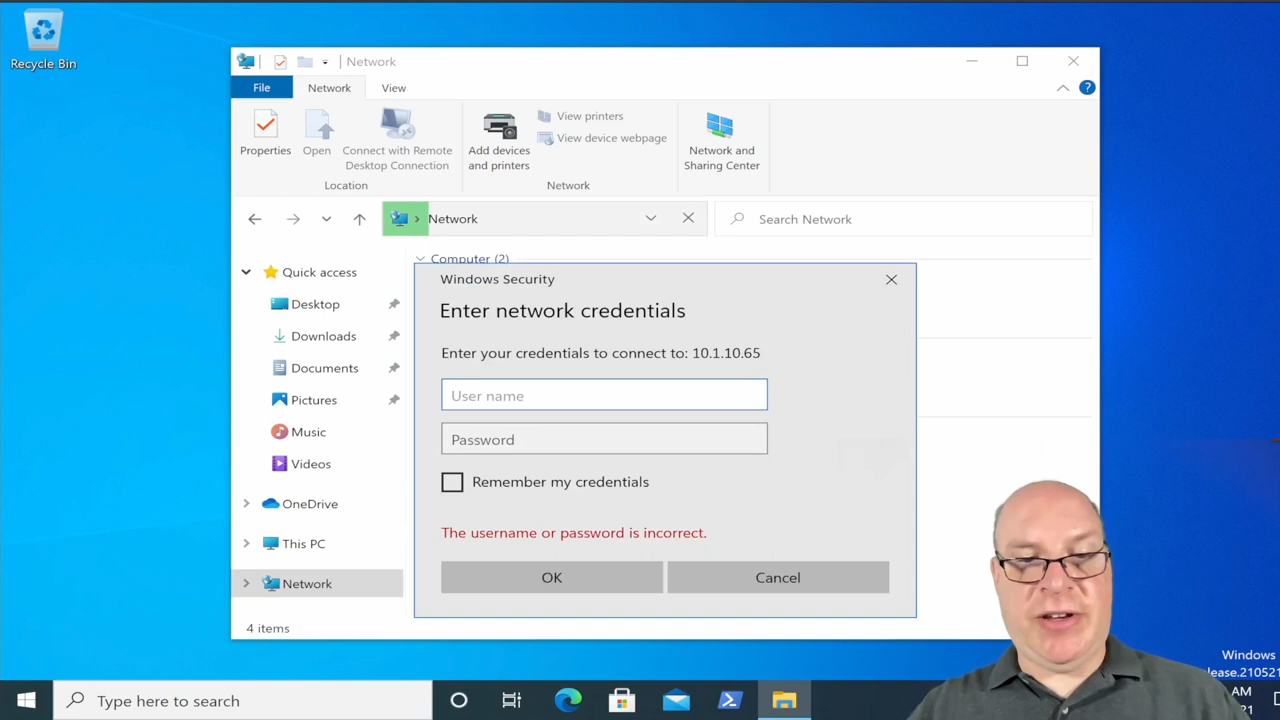 Recycle Bin
Network
File
Network
View
?
Properties
Open
Connect with Remote
Desktop Connection
Location
Add devices
and printers
View printers
View device webpage
Network
Network and
Sharing Center
Network
Search Network
Quick access
Desktop
Downloads
Documents
Pictures
Music
Videos
OneDrive
This PC
Network
4 items
Computer (2)
Windows Security
Enter network credentials
Enter your credentials to connect to: 10.1.10.65
User name
Password
Remember my credentials
The username or password is incorrect.
OK
Cancel
Windows
lease.210521
AM
21
Type here to search